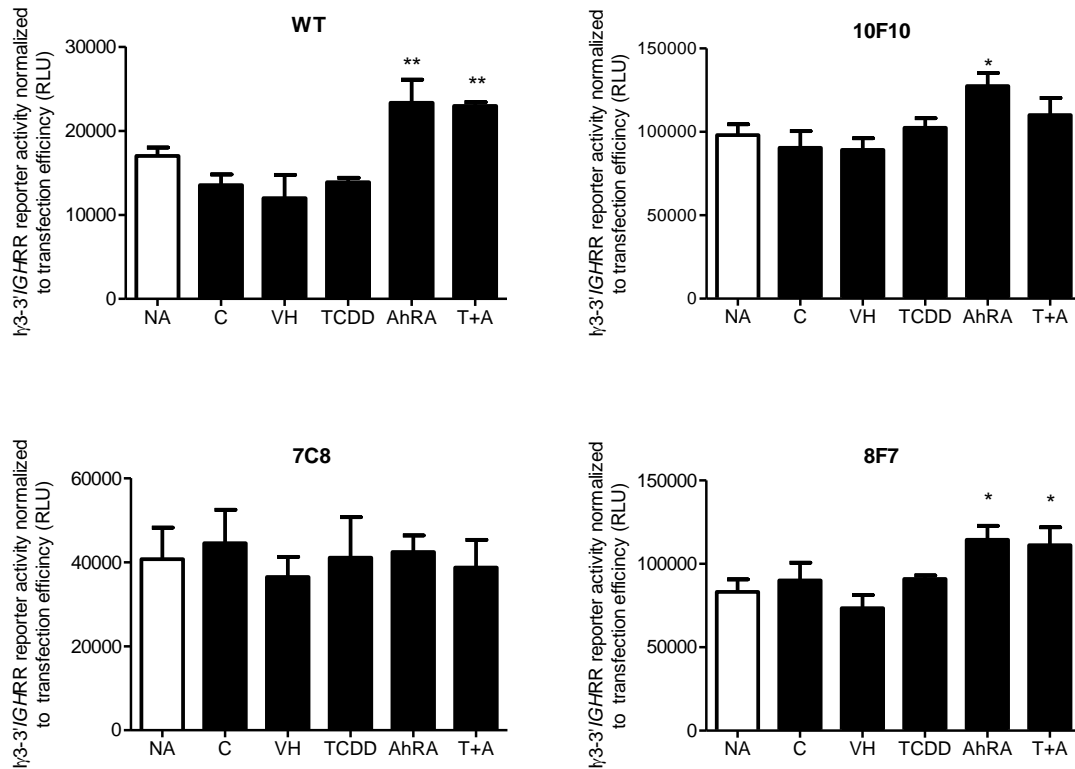 WT
Iγ3-3'IGHRR reporter activity normalized
to transfection efficincy (RLU)
30000
20000
10000
0
** **
NA C VH TCDD AhRA T+A
10F10
Iγ3-3'IGHRR reporter activity normalized
to transfection efficincy (RLU)
150000
100000
50000
0
*
NA C VH TCDD AhRA T+A
7C8
Iγ3-3'IGHRR reporter activity normalized
to transfection efficincy (RLU)
60000
40000
20000
0
NA C VH TCDD AhRA T+A
8F7
Iγ3-3'IGHRR reporter activity normalized
to transfection efficincy (RLU)
150000
100000
50000
0
* *
NA C VH TCDD AhRA T+A